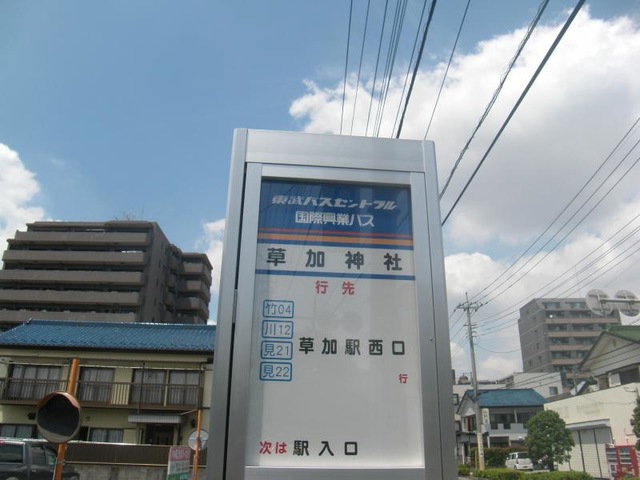 東武バスセントラル
国際興業バス
草加神社
行先
竹04
川12
見21
見22
草加駅西口
行
次は 駅入口